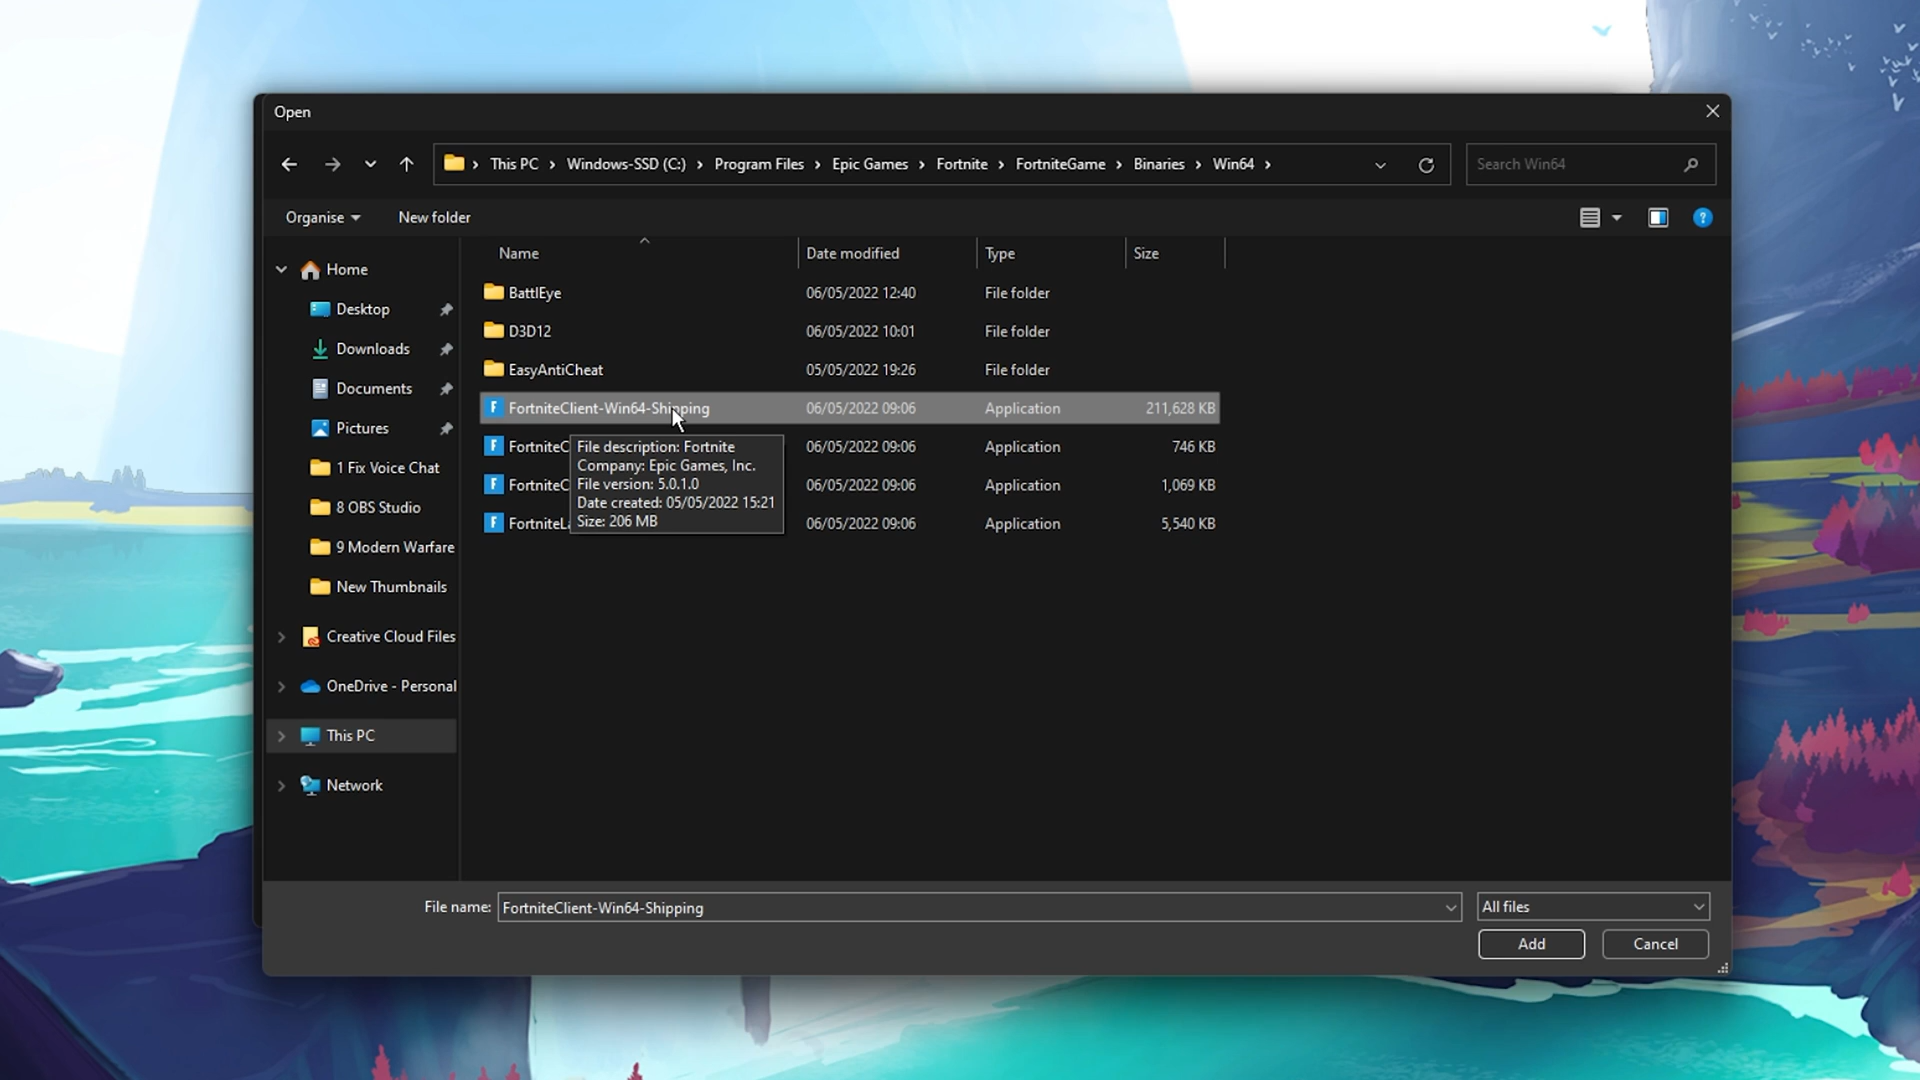 Open
This PC > Windows-SSD (C:) > Program Files > Epic Games > Fortnite > FortniteGame > Binaries > Win64 >
Search Win64
Organise
New folder
Name
Date modified
Type
Size
Home
Desktop
Downloads
Documents
Pictures
1 Fix Voice Chat
8 OBS Studio
9 Modern Warfare
New Thumbnails
Creative Cloud Files
OneDrive - Personal
This PC
Network
BattlEye 06/05/2022 12:40 File folder
D3D12 06/05/2022 10:01 File folder
EasyAntiCheat 05/05/2022 19:26 File folder
FortniteClient-Win64-Shipping 06/05/2022 09:06 Application 211,628 KB
FortniteC 06/05/2022 09:06 Application 746 KB
FortniteC 06/05/2022 09:06 Application 1,069 KB
FortniteLa 06/05/2022 09:06 Application 5,540 KB
File description: Fortnite
Company: Epic Games, Inc.
File version: 5.0.1.0
Date created: 05/05/2022 15:21
Size: 206 MB
File name: FortniteClient-Win64-Shipping
All files
Add
Cancel